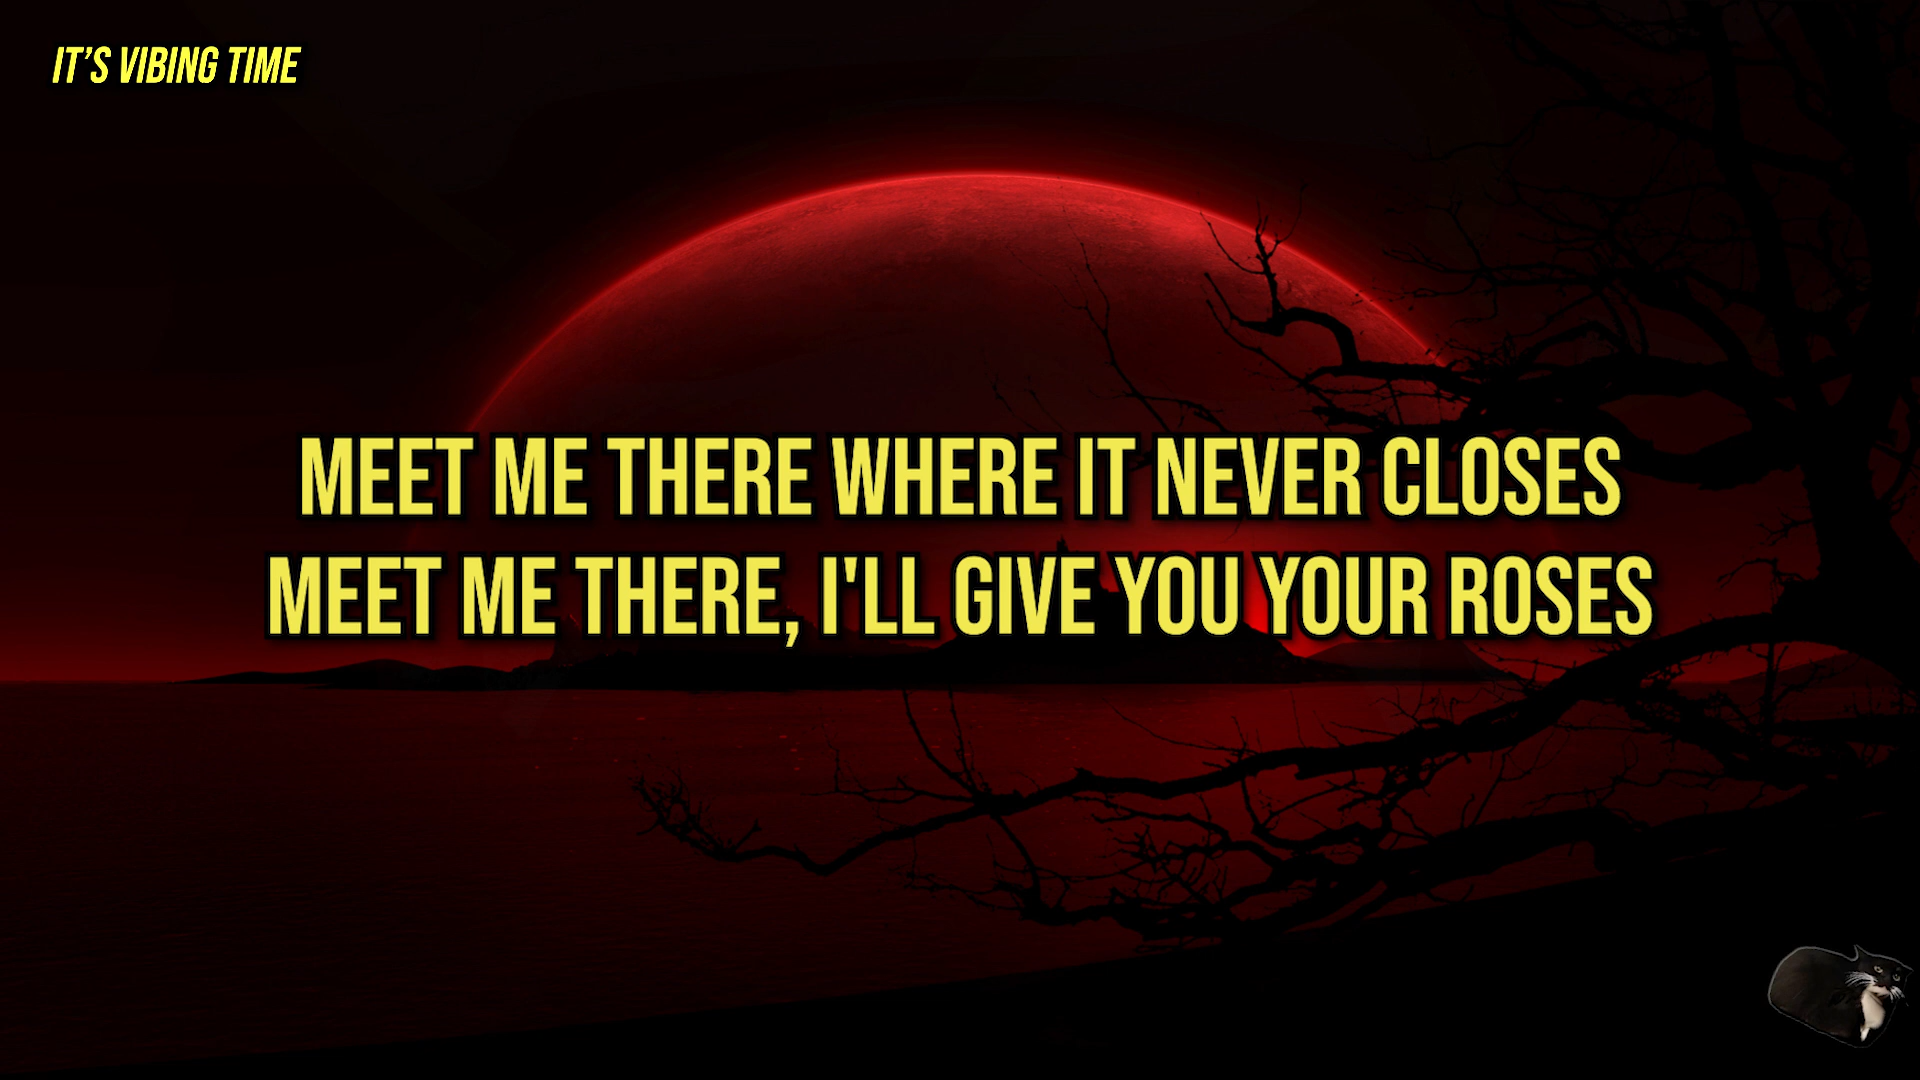 IT’S VIBING TIME
MEET ME THERE WHERE IT NEVER CLOSES
MEET ME THERE, I'LL GIVE YOU YOUR ROSES